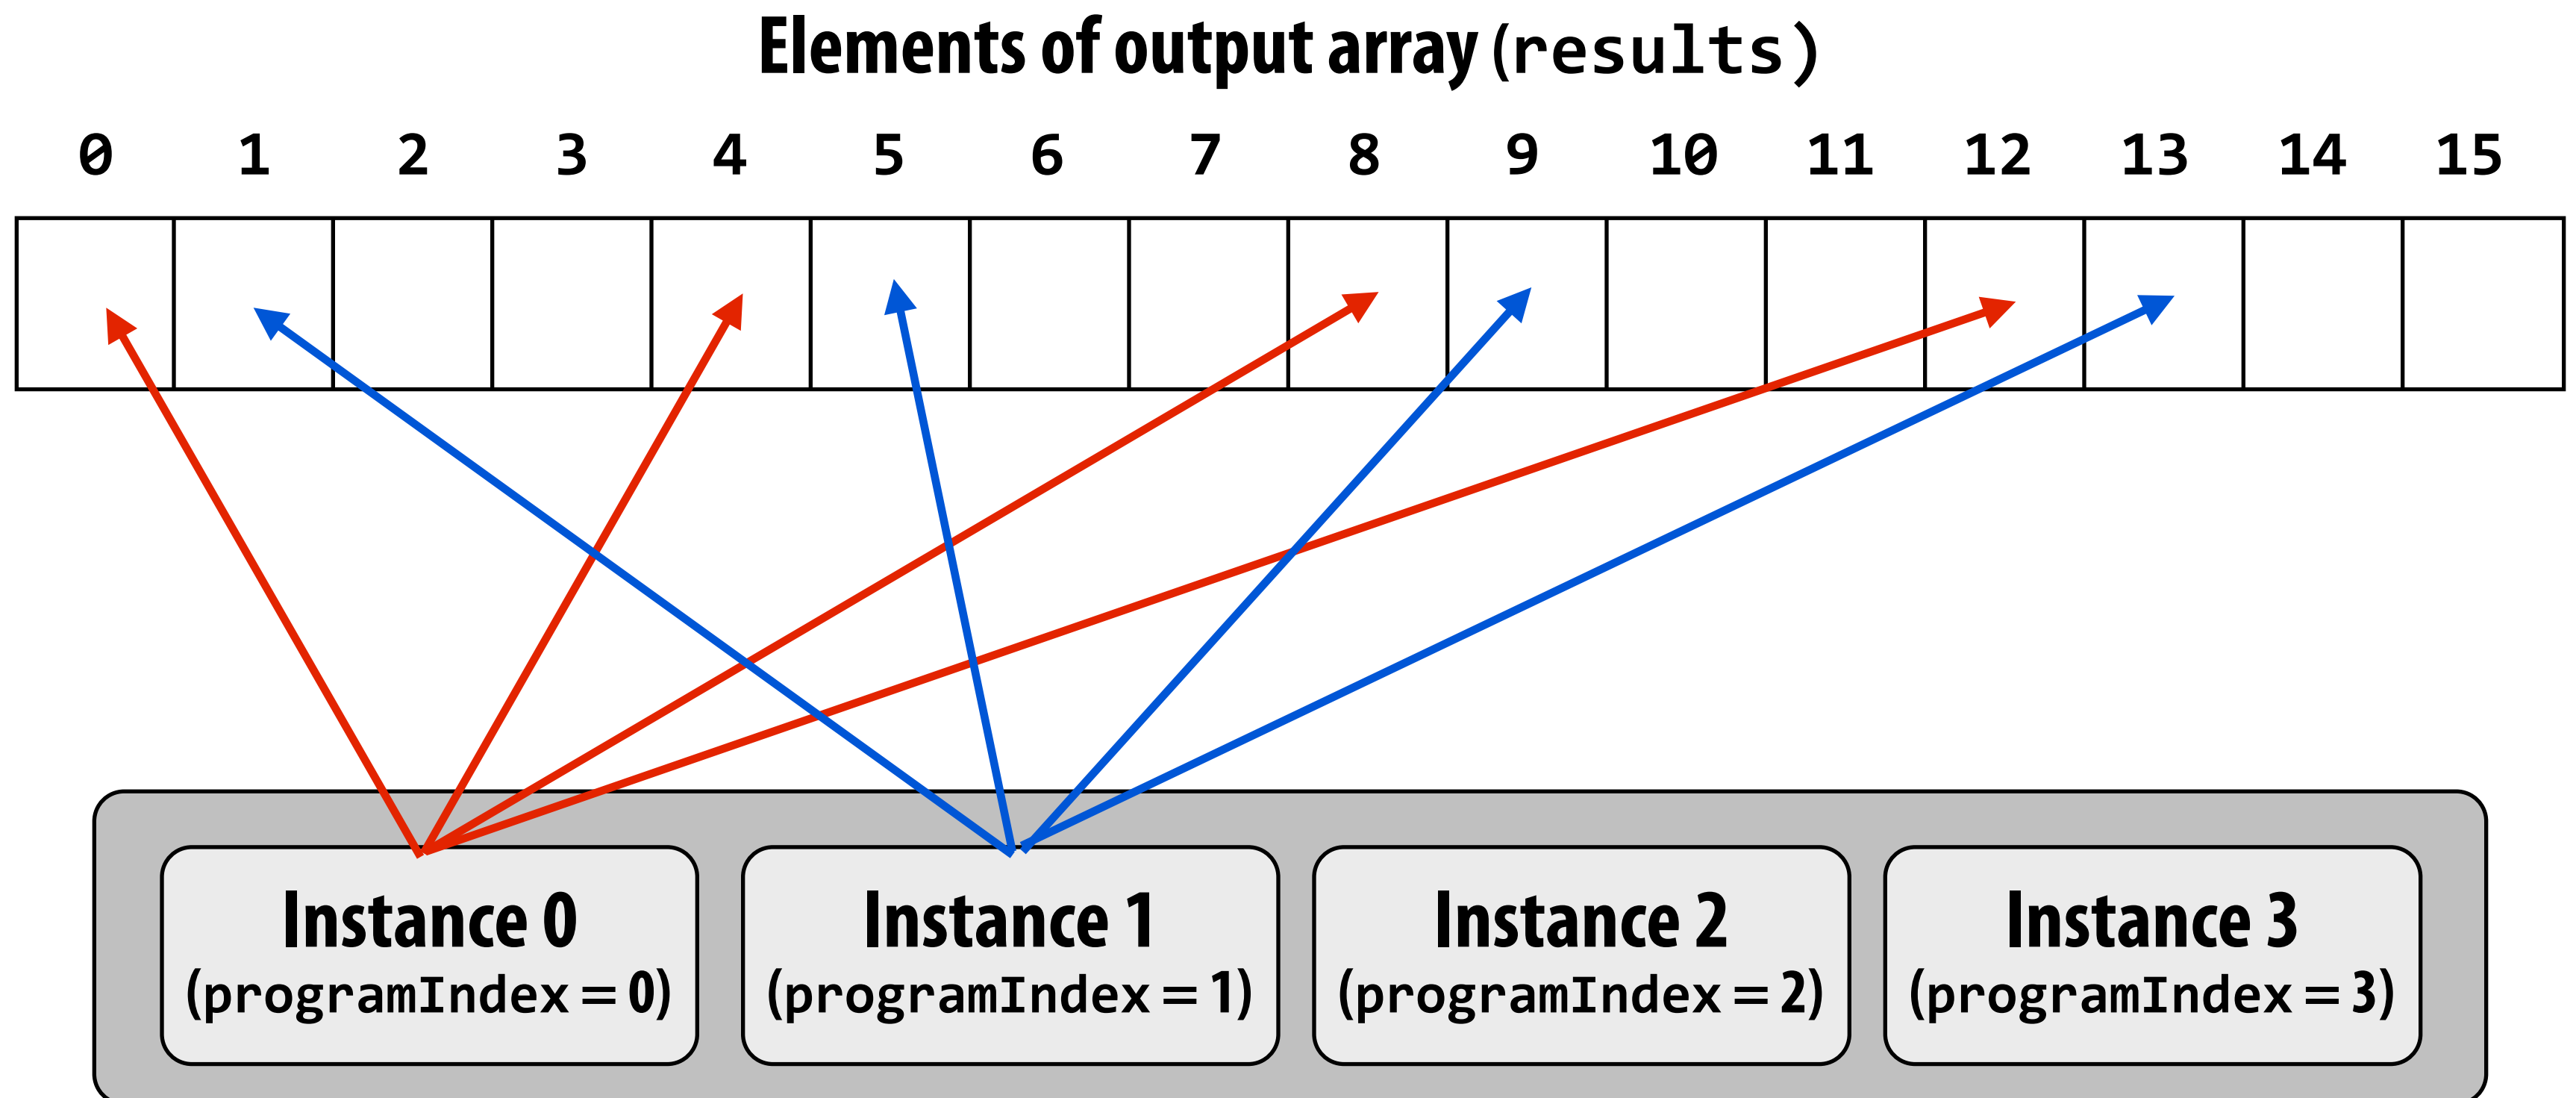 Elements of output array (results)
0 1 2 3 4 5 6 7 8 9 10 11 12 13 14 15
Instance 0
(programIndex = 0)
Instance 1
(programIndex = 1)
Instance 2
(programIndex = 2)
Instance 3
(programIndex = 3)